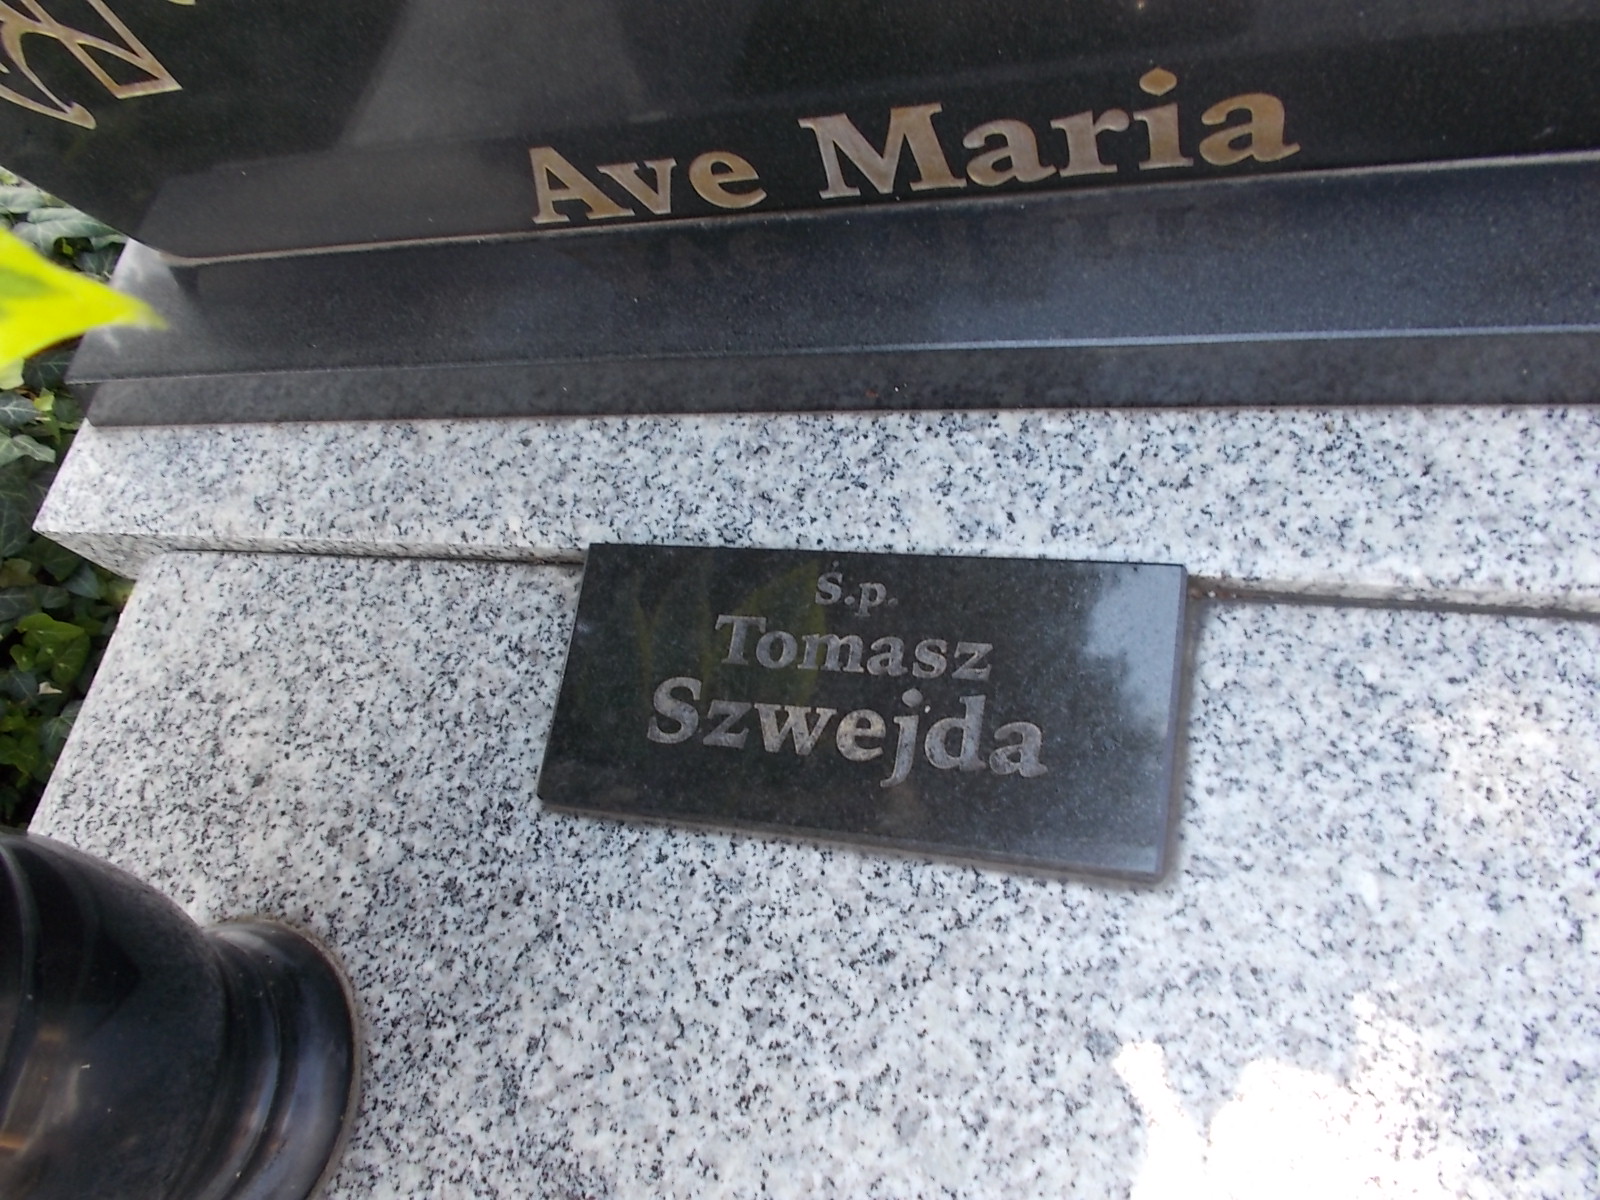 Ave Maria
Ś.p.
Tomasz
Szwejda